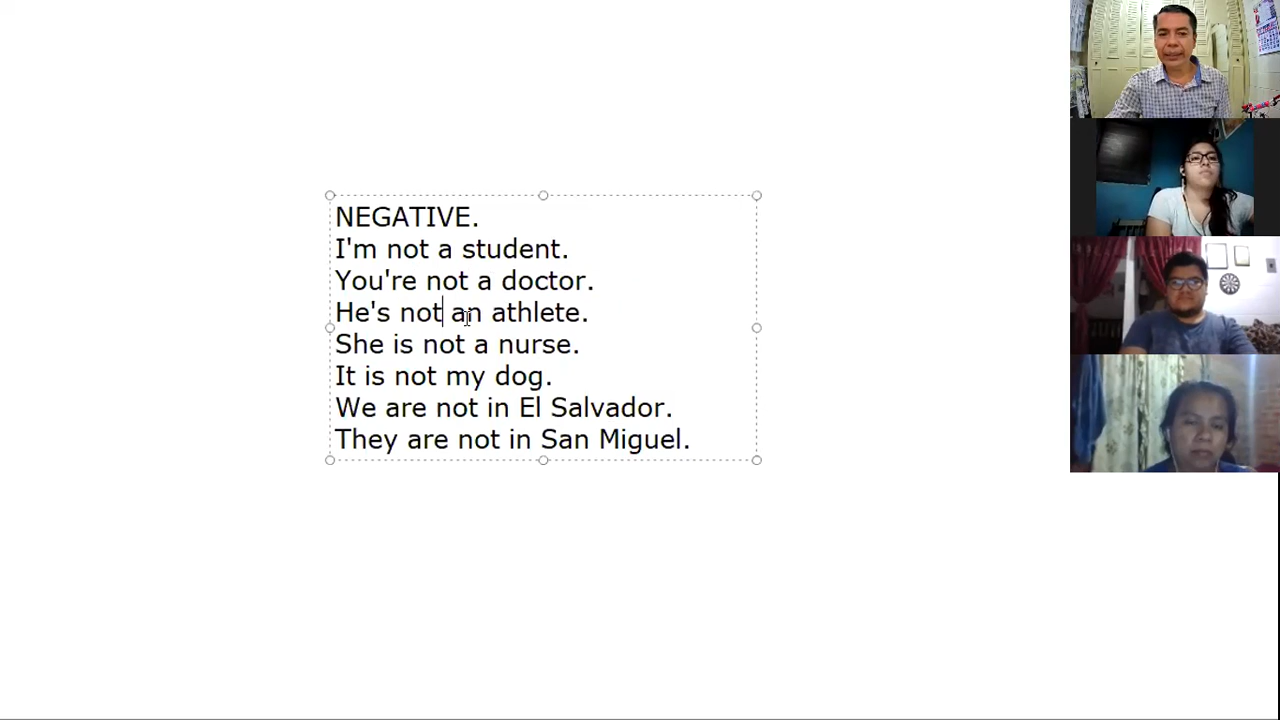 NEGATIVE.
I'm not a student.
You're not a doctor.
He's not an athlete.
She is not a nurse.
It is not my dog.
We are not in El Salvador.
They are not in San Miguel.